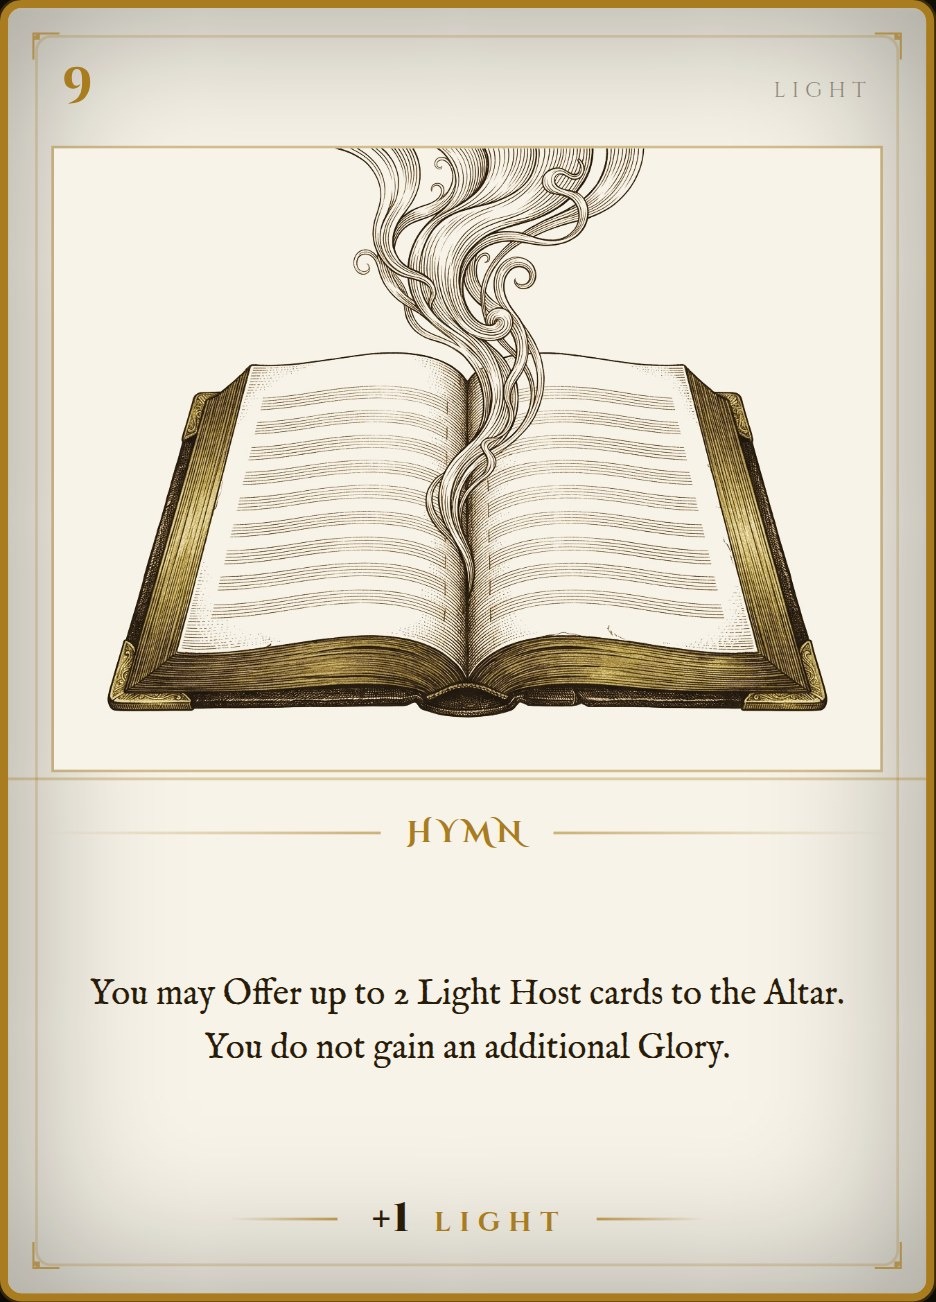 9
LIGHT
HYMN
You may Offer up to 2 Light Host cards to the Altar.
You do not gain an additional Glory.
+1 LIGHT